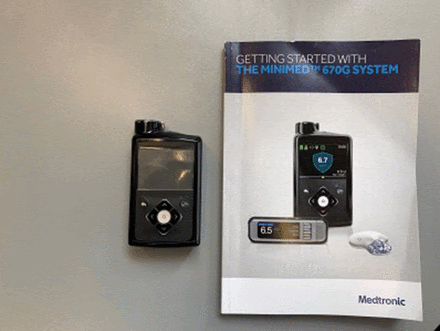 GETTING STARTED WITH
THE MINIMED™ 670G SYSTEM
6.7
6.5
Medtronic